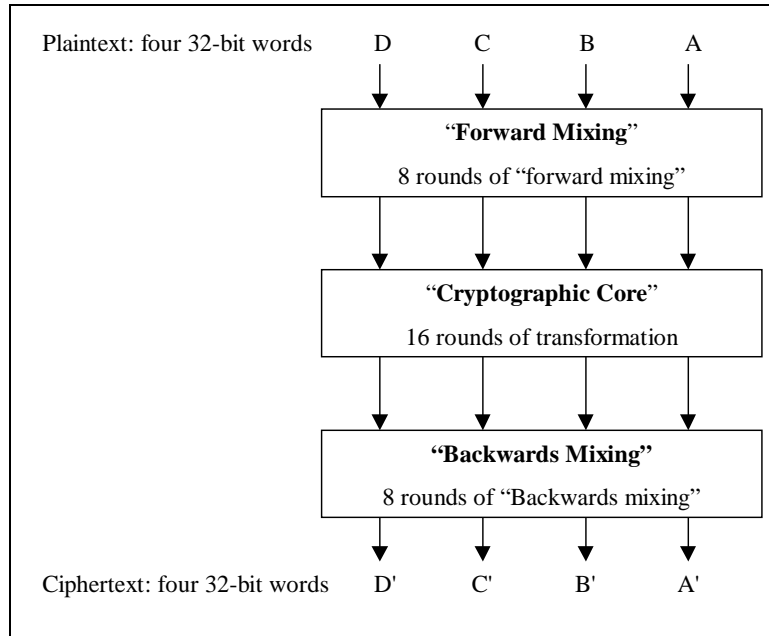 Plaintext: four 32-bit words D C B A
“Forward Mixing”
8 rounds of “forward mixing”
“Cryptographic Core”
16 rounds of transformation
“Backwards Mixing”
8 rounds of “Backwards mixing”
Ciphertext: four 32-bit words D' C' B' A'